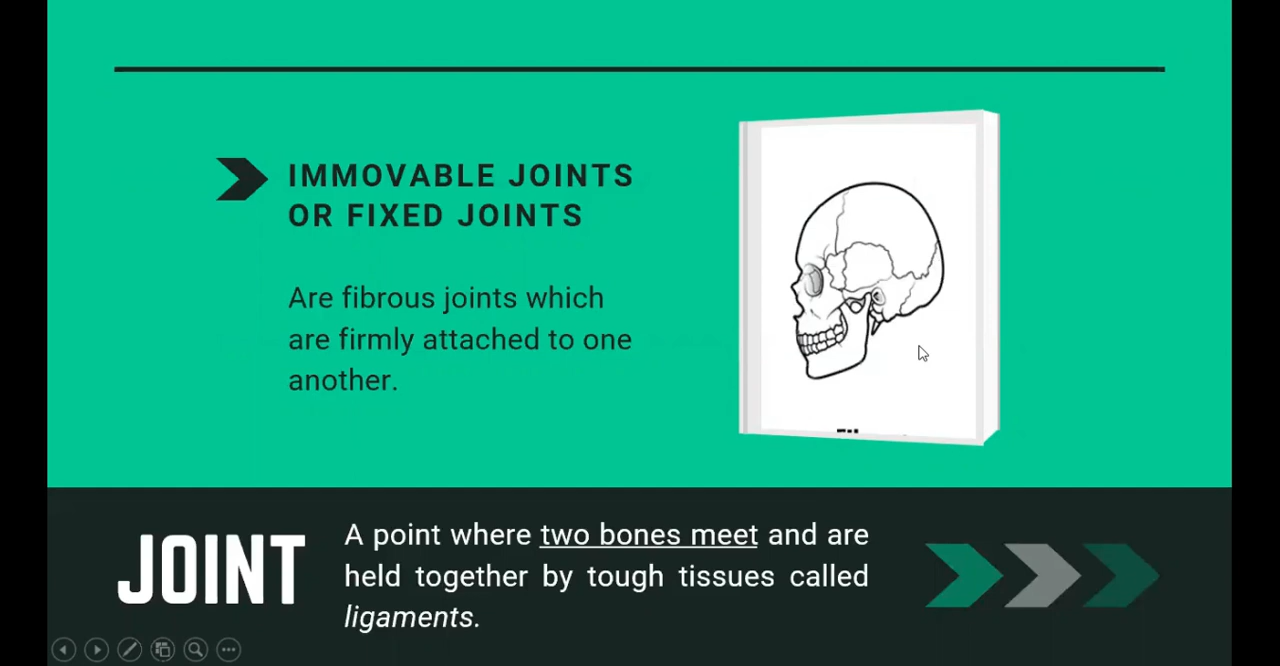 IMMOVABLE JOINTS
OR FIXED JOINTS
Are fibrous joints which
are firmly attached to one
another.
JOINT
A point where two bones meet and are
held together by tough tissues called
ligaments.